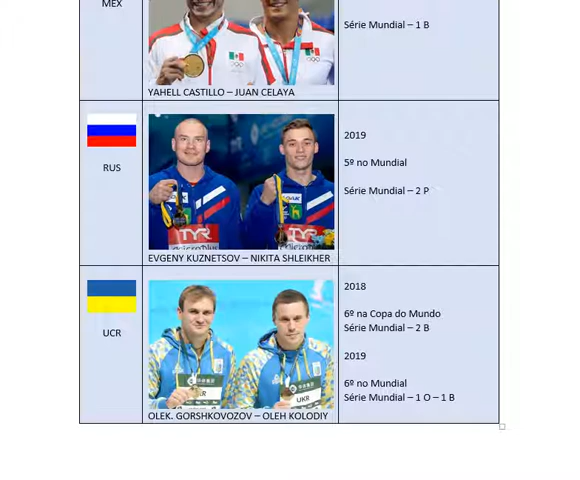 MEX
Série Mundial – 1 B
YAHELL CASTILLO – JUAN CELAYA
RUS
TYR
2019
5º no Mundial
Série Mundial – 2 P
EVGENY KUZNETSOV – NIKITA SHLEIKHER
UCR
UKR
2018
6º na Copa do Mundo
Série Mundial – 2 B
2019
6º no Mundial
Série Mundial – 1 O – 1 B
OLEK. GORSHKOVOZOV – OLEH KOLODIY